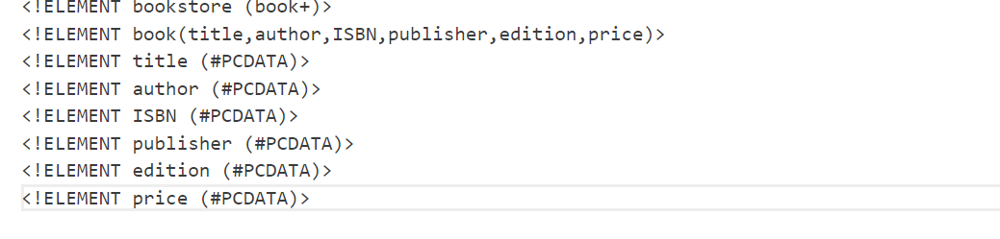 <!ELEMENT bookstore (book+)>
<!ELEMENT book(title,author,ISBN,publisher,edition,price)>
<!ELEMENT title (#PCDATA)>
<!ELEMENT author (#PCDATA)>
<!ELEMENT ISBN (#PCDATA)>
<!ELEMENT publisher (#PCDATA)>
<!ELEMENT edition (#PCDATA)>
<!ELEMENT price (#PCDATA)>